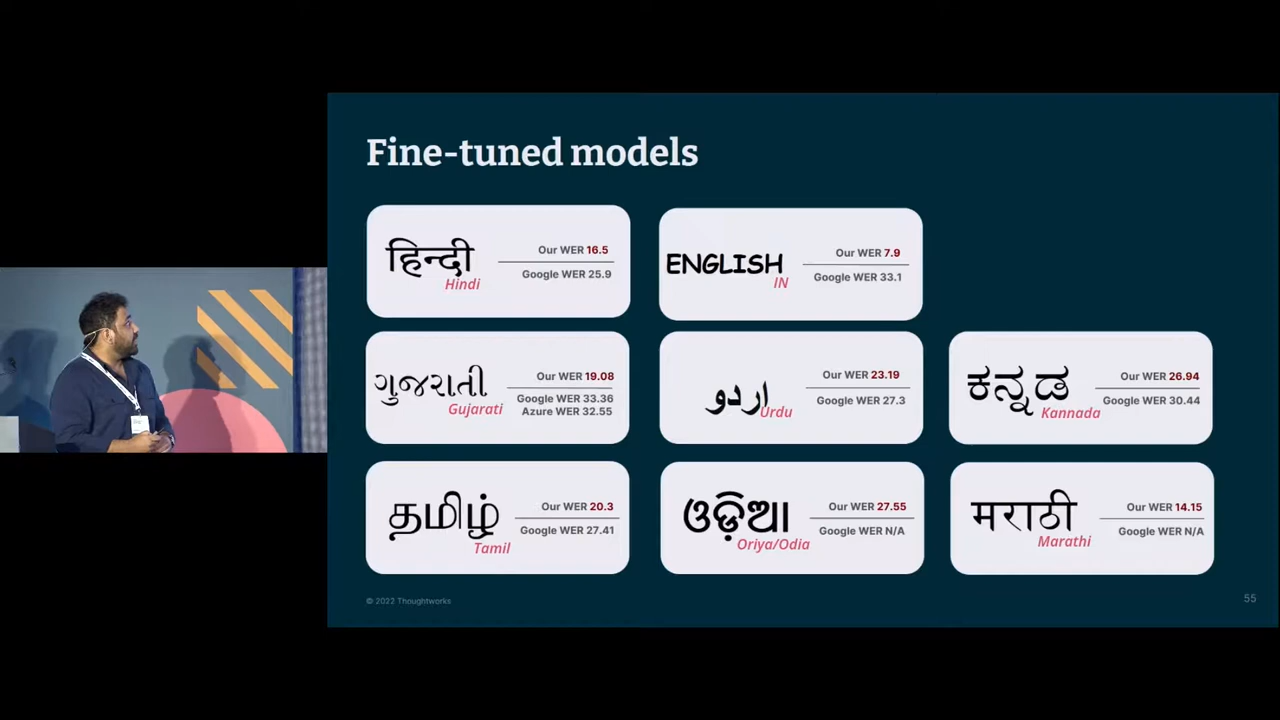 Fine-tuned models
हिन्दी
Hindi
Our WER 16.5
Google WER 25.9
ENGLISH
IN
Our WER 7.9
Google WER 33.1
ગુજરાતી
Gujarati
Our WER 19.08
Google WER 33.36
Azure WER 32.55
اردو
Urdu
Our WER 23.19
Google WER 27.3
ಕನ್ನಡ
Kannada
Our WER 26.94
Google WER 30.44
தமிழ்
Tamil
Our WER 20.3
Google WER 27.41
ଓଡ଼ିଆ
Oriya/Odia
Our WER 27.55
Google WER N/A
मराठी
Marathi
Our WER 14.15
Google WER N/A
© 2022 Thoughtworks
55